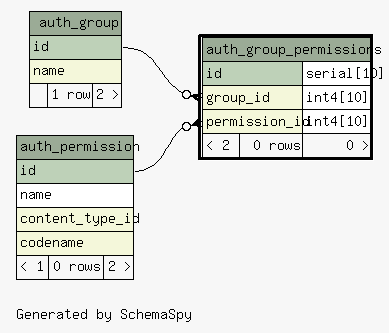 auth_group
id
name
1 row 2 >
auth_group_permissions
id serial[10]
group_id int4[10]
permission_id int4[10]
< 2 0 rows 0 >
auth_permission
id
name
content_type_id
codename
< 1 0 rows 2 >
Generated by SchemaSpy